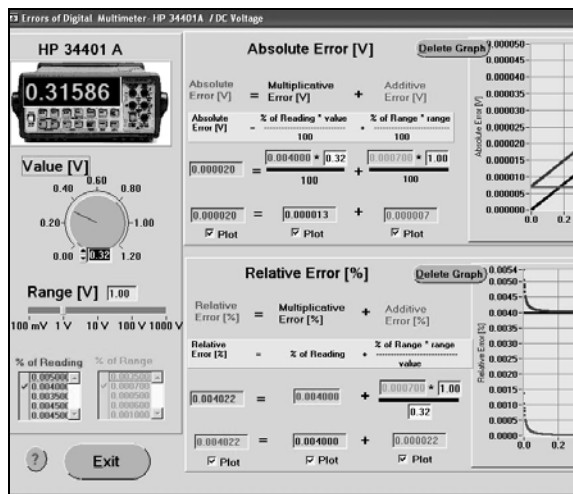 Errors of Digital Multimeter- HP 34401A / DC Voltage
HP 34401 A
0.31586
Value [V]
0.60
0.40 0.80
0.20 1.00
0.00 0.32 1.20
Range [V] 1.00
100 mV 1 V 10 V 100 V 1000 V
% of Reading % of Range
0.004000 0.000700
0.003500 0.000600
0.004500 0.001000
? Exit
Absolute Error [V] Delete Graph
Absolute Error [V] = Multiplicative Error [V] + Additive Error [V]
Absolute Error [V] = % of Reading * value + % of Range * range
100 100
0.004000 * 0.32 0.000700 * 1.00
0.000020 = +
100 100
0.000020 = 0.000013 + 0.000007
Plot Plot Plot
Absolute Error [V]
0.000050
0.000045
0.000040
0.000035
0.000030
0.000025
0.000020
0.000015
0.000010
0.000005
0.000000
0.0 0.2
Relative Error [%] Delete Graph
Relative Error [%] = Multiplicative Error [%] + Additive Error [%]
Relative Error [%] = % of Reading + % of Range * range
value
0.000700 * 1.00
0.004022 = 0.004000 +
0.32
0.004022 = 0.004000 + 0.000022
Plot Plot Plot
Relative Error [%]
0.0054
0.0050
0.0045
0.0040
0.0035
0.0030
0.0025
0.0020
0.0015
0.0010
0.0005
0.0000
0.0 0.2